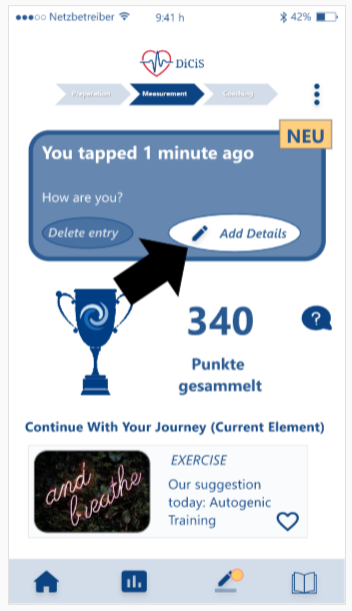 Netzbetreiber 9:41 h 42%
DiCiS
Preparation Measurement Coaching
NEU
You tapped 1 minute ago
How are you?
Delete entry Add Details
340
?
Punkte
gesammelt
Continue With Your Journey (Current Element)
and
breathe
EXERCISE
Our suggestion
today: Autogenic
Training